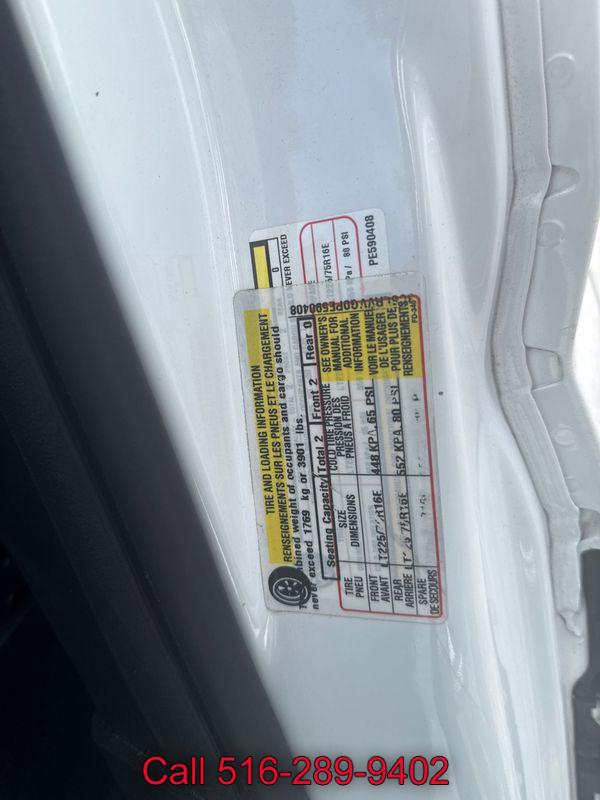 TIRE AND LOADING INFORMATION
RENSEIGNEMENTS SUR LES PNEUS ET LE CHARGEMENT
bined weight of occupants and cargo should
never exceed 1769 kg or 3901 lbs.
Seating Capacity Total 2 Front 2 Rear 0
TIRE SIZE COLD TIRE PRESSURE SEE OWNER'S
PNEU DIMENSIONS PRESSION DES MANUAL FOR
PNEUS À FROID ADDITIONAL
INFORMATION
FRONT 448 KPA, 65 PSI VOIR LE MANUEL
AVANT DE L'USAGER
REAR 552 KPA, 80 PSI POUR PLUS DE
ARRIÈRE RENSEIGNEMENTS
SPARE
DE SECOURS
0
NEVER EXCEED
/75R16E
/ 80 PSI
PE590408
Call 516-289-9402